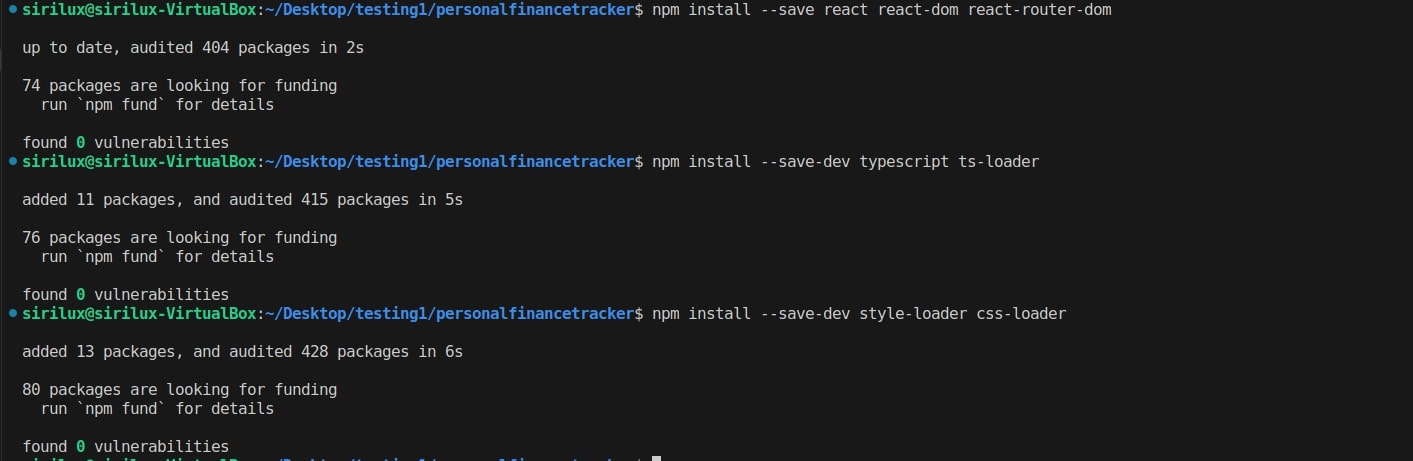 sirilux@sirilux-VirtualBox:~/Desktop/testing1/personalfinancetracker$ npm install --save react react-dom react-router-dom
up to date, audited 404 packages in 2s
74 packages are looking for funding
run `npm fund` for details
found 0 vulnerabilities
sirilux@sirilux-VirtualBox:~/Desktop/testing1/personalfinancetracker$ npm install --save-dev typescript ts-loader
added 11 packages, and audited 415 packages in 5s
76 packages are looking for funding
run `npm fund` for details
found 0 vulnerabilities
sirilux@sirilux-VirtualBox:~/Desktop/testing1/personalfinancetracker$ npm install --save-dev style-loader css-loader
added 13 packages, and audited 428 packages in 6s
80 packages are looking for funding
run `npm fund` for details
found 0 vulnerabilities